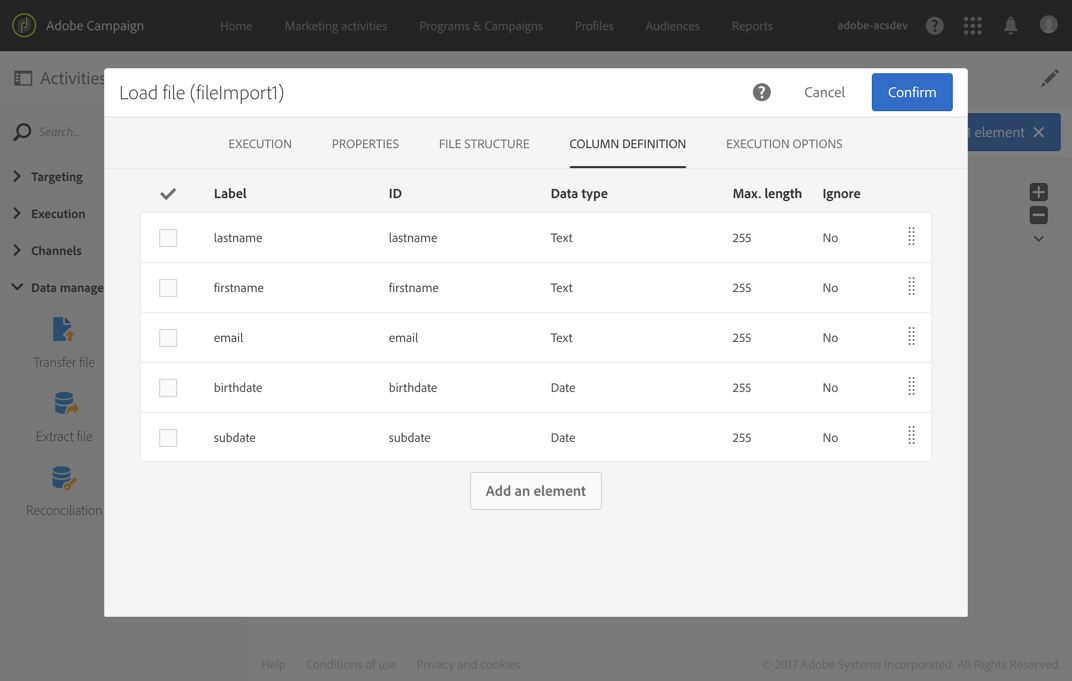 Adobe Campaign Home Marketing activities Programs & Campaigns Profiles Audiences Reports adobe-acsdev ?
Activities
Load file (fileImport1) ? Cancel Confirm
Search... element ✕
EXECUTION PROPERTIES FILE STRUCTURE COLUMN DEFINITION EXECUTION OPTIONS
Targeting
Execution
Channels
Data manage
Transfer file
Extract file
Reconciliation
Label ID Data type Max. length Ignore
lastname lastname Text 255 No
firstname firstname Text 255 No
email email Text 255 No
birthdate birthdate Date 255 No
subdate subdate Date 255 No
Add an element
Help Conditions of use Privacy and cookies © 2017 Adobe Systems Incorporated. All Rights Reserved.